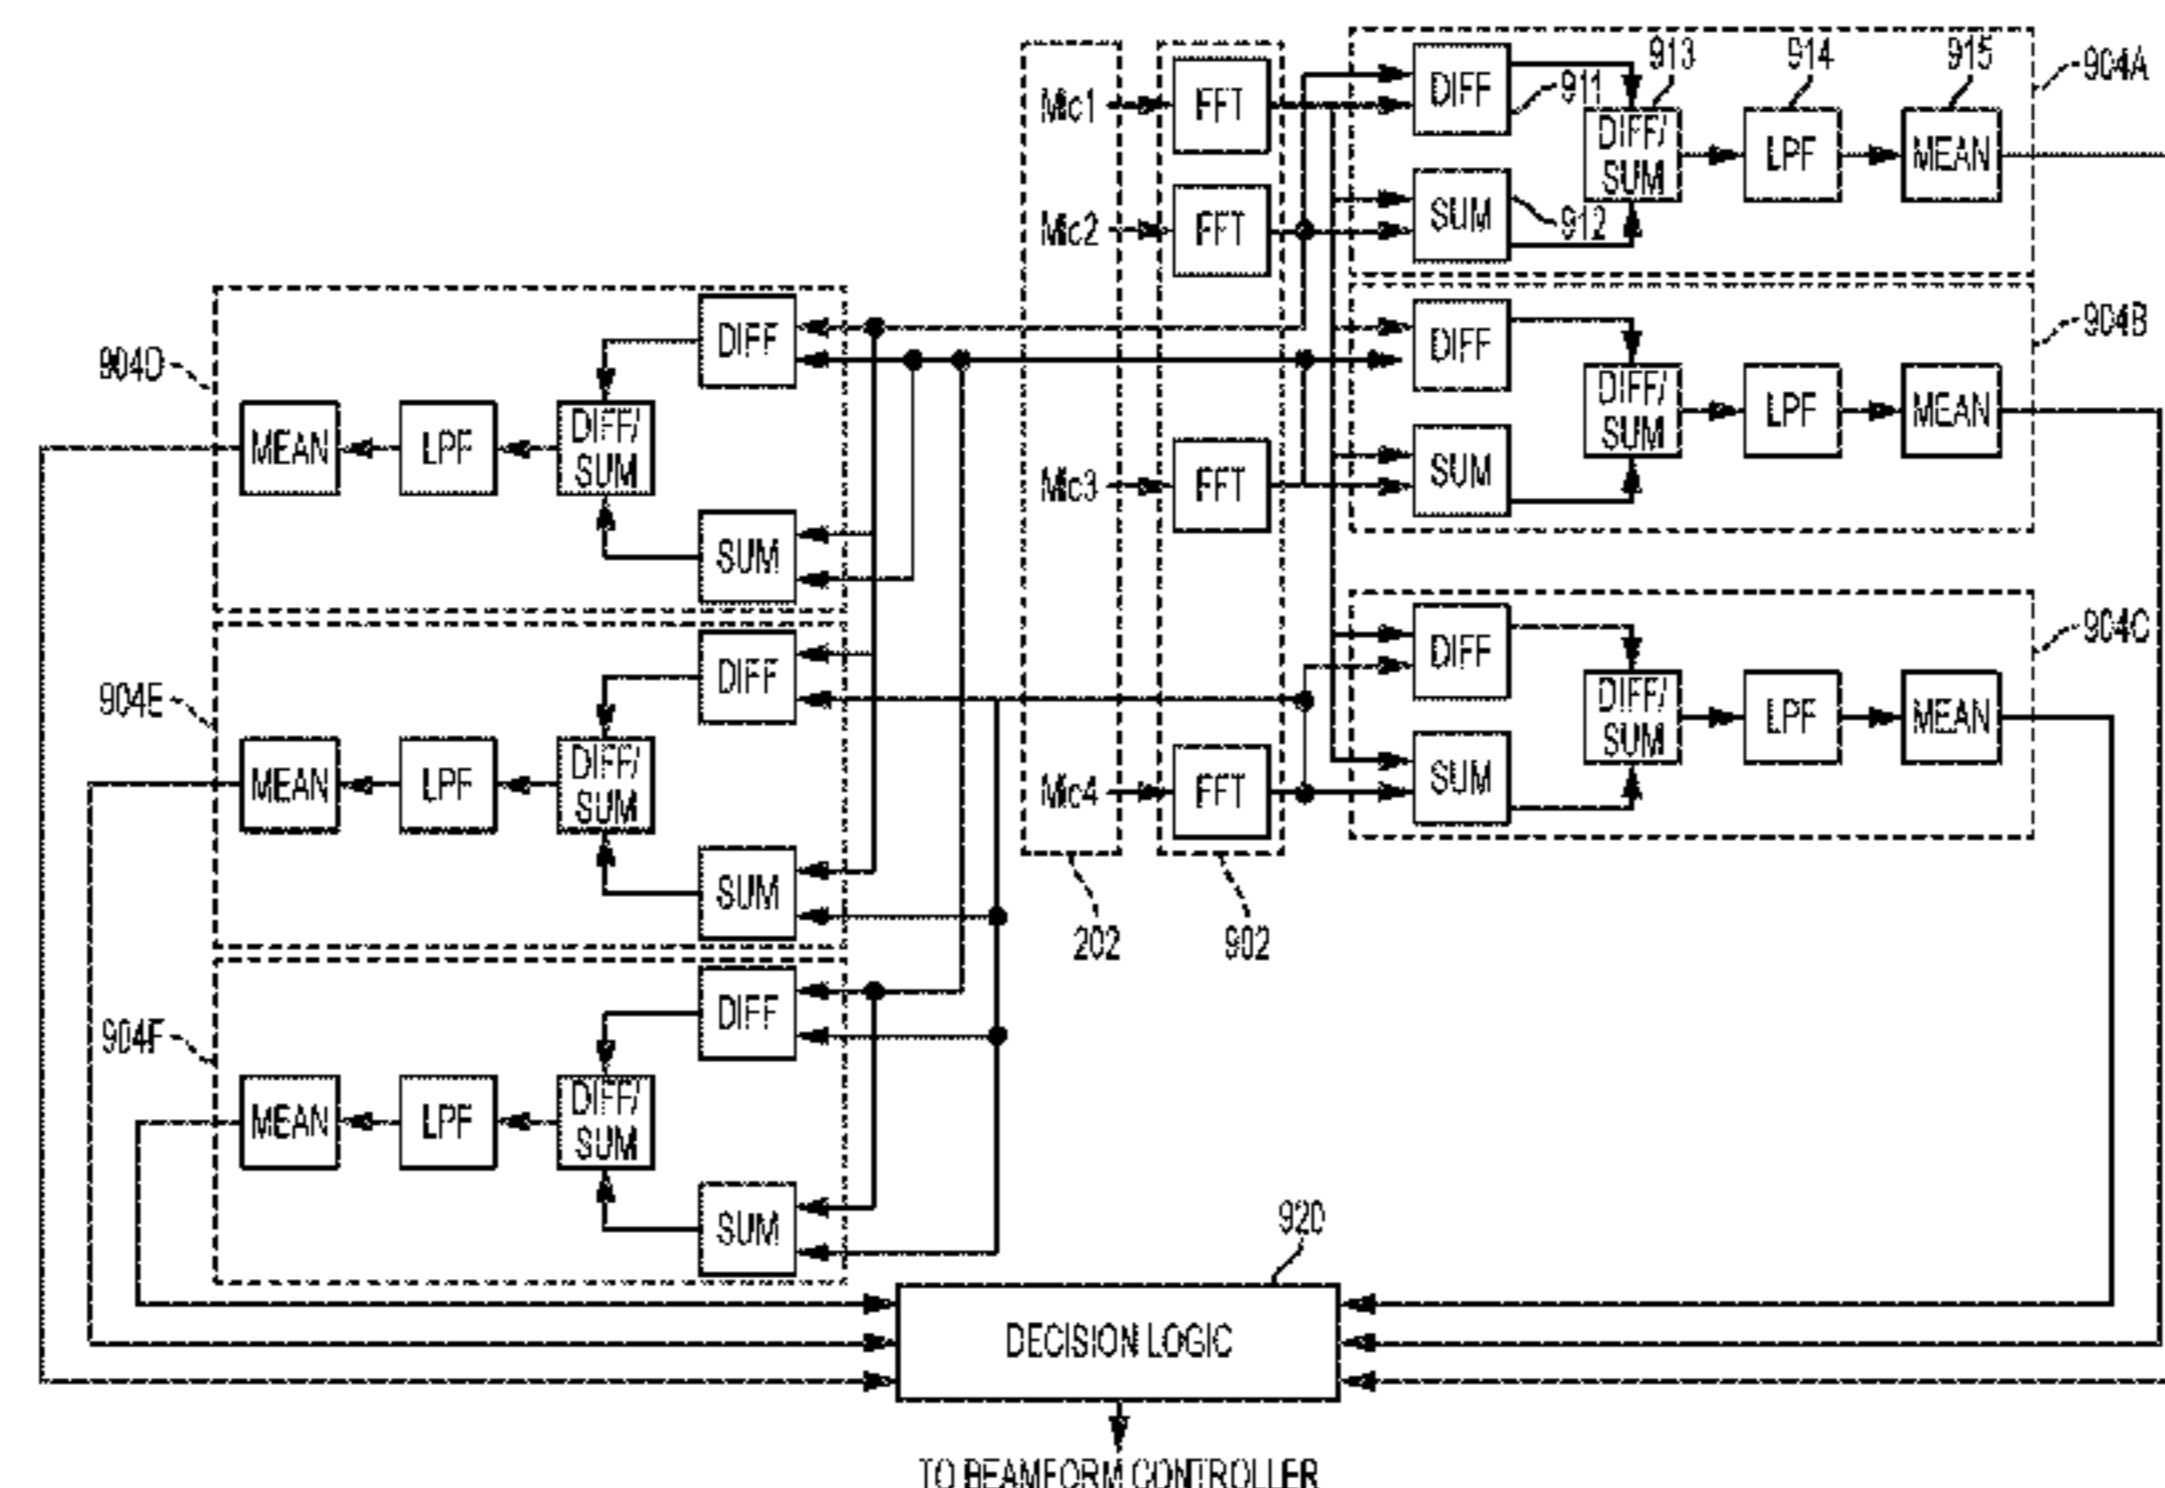 913 914 915 904A
Mic1 FFT DIFF 911 DIFF/ SUM LPF MEAN
Mic2 FFT SUM 912
904B
DIFF DIFF/ SUM LPF MEAN
Mic3 FFT SUM
904C
DIFF DIFF/ SUM LPF MEAN
Mic4 FFT SUM
202 902
904D DIFF
MEAN LPF DIFF/ SUM
SUM
904E DIFF
MEAN LPF DIFF/ SUM
SUM
904F DIFF
MEAN LPF DIFF/ SUM
SUM
920
DECISION LOGIC
TO BEAMFORM CONTROLLER